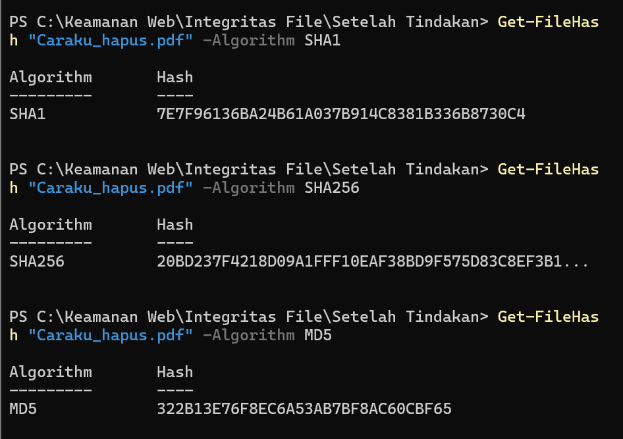 PS C:\Keamanan Web\Integritas File\Setelah Tindakan> Get-FileHas
h "Caraku_hapus.pdf" -Algorithm SHA1
Algorithm Hash
--------- ----
SHA1 7E7F96136BA24B61A037B914C8381B336B8730C4
PS C:\Keamanan Web\Integritas File\Setelah Tindakan> Get-FileHas
h "Caraku_hapus.pdf" -Algorithm SHA256
Algorithm Hash
--------- ----
SHA256 20BD237F4218D09A1FFF10EAF38BD9F575D83C8EF3B1...
PS C:\Keamanan Web\Integritas File\Setelah Tindakan> Get-FileHas
h "Caraku_hapus.pdf" -Algorithm MD5
Algorithm Hash
--------- ----
MD5 322B13E76F8EC6A53AB7BF8AC60CBF65